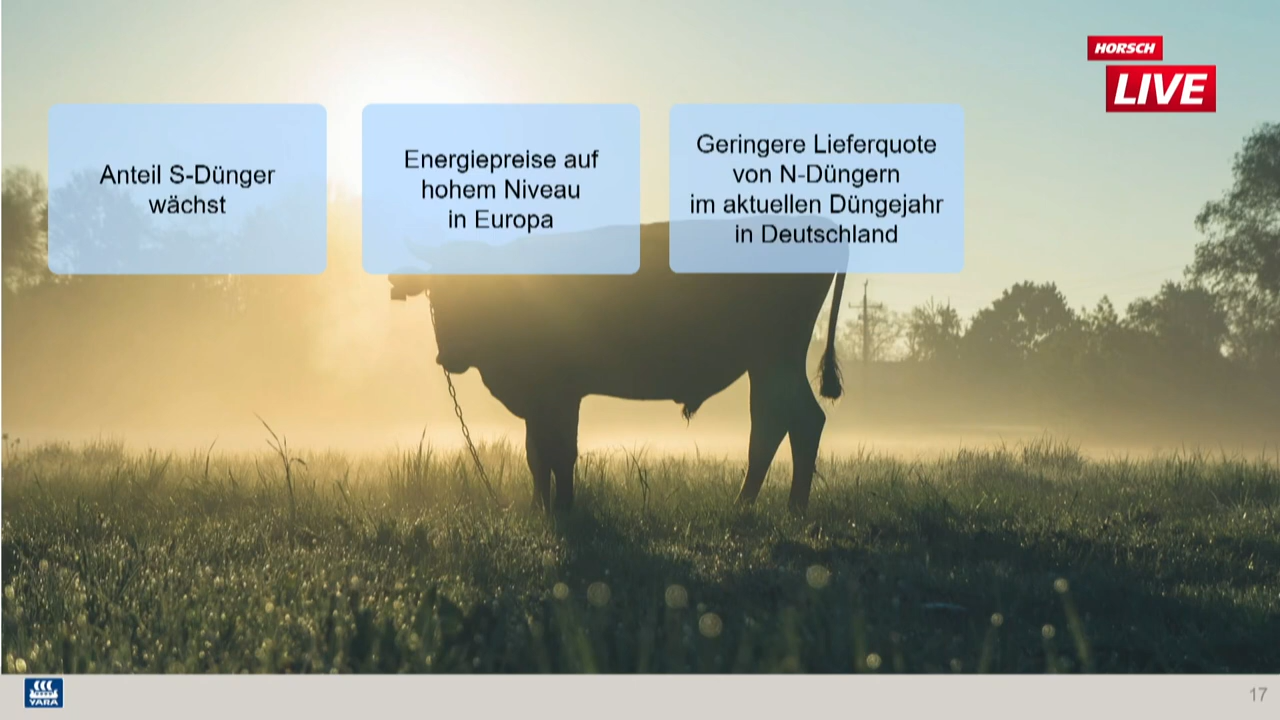 HORSCH
LIVE
Anteil S-Dünger
wächst
Energiepreise auf
hohem Niveau
in Europa
Geringere Lieferquote
von N-Düngern
im aktuellen Düngejahr
in Deutschland
YARA
17